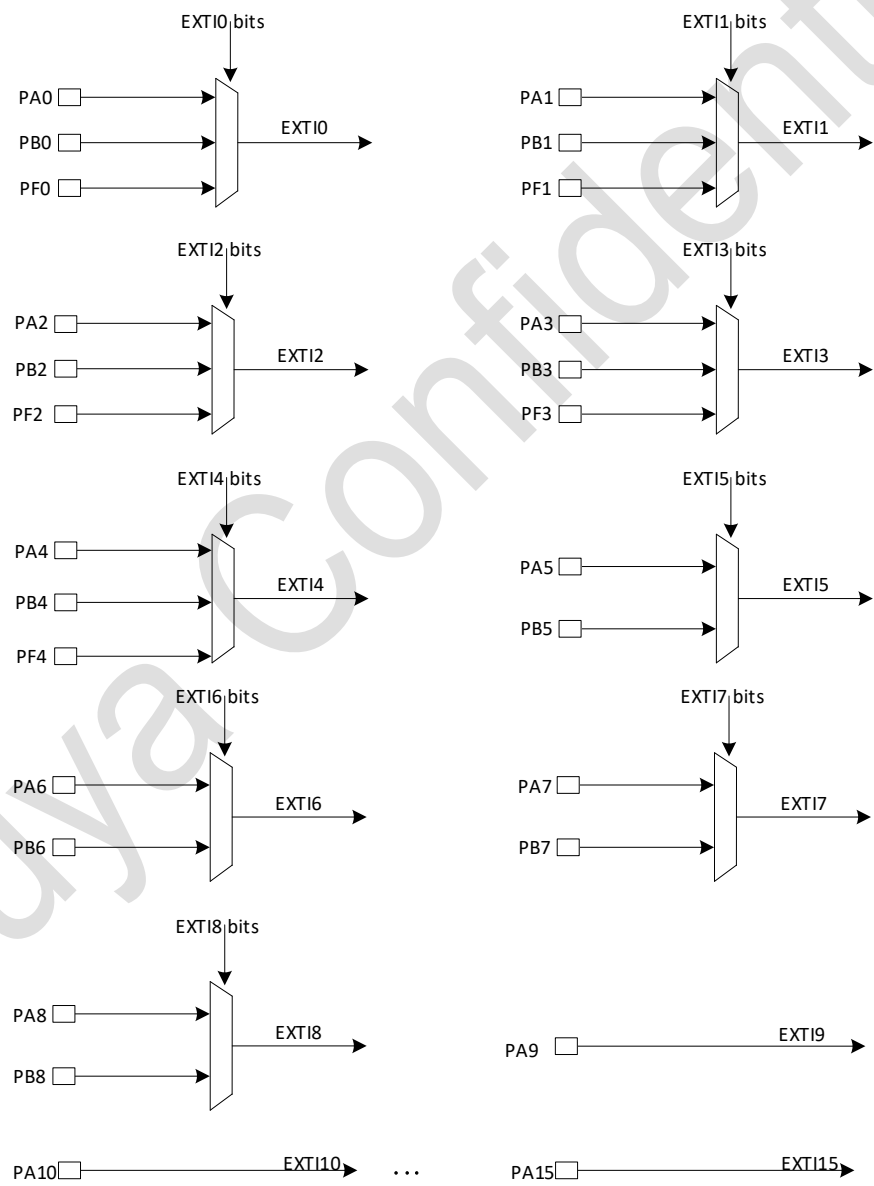 EXTI0 bits
PA0
PB0
PF0
EXTI0
EXTI1 bits
PA1
PB1
PF1
EXTI1
EXTI2 bits
PA2
PB2
PF2
EXTI2
EXTI3 bits
PA3
PB3
PF3
EXTI3
EXTI4 bits
PA4
PB4
PF4
EXTI4
EXTI5 bits
PA5
PB5
EXTI5
EXTI6 bits
PA6
PB6
EXTI6
EXTI7 bits
PA7
PB7
EXTI7
EXTI8 bits
PA8
PB8
EXTI8
PA9
EXTI9
PA10
EXTI10
...
PA15
EXTI15